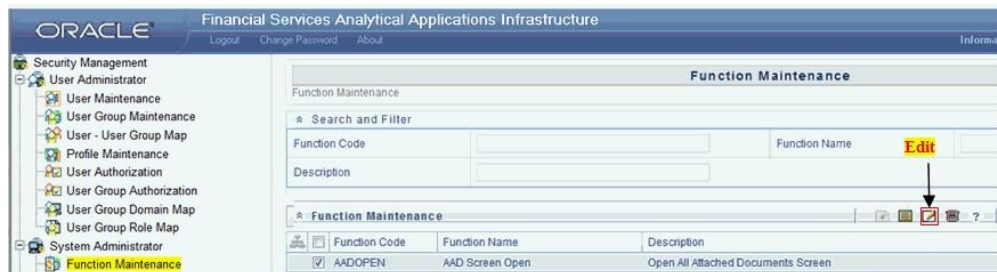 ORACLE
Financial Services Analytical Applications Infrastructure
Logout Change Password About
Security Management
User Administrator
User Maintenance
User Group Maintenance
User - User Group Map
Profile Maintenance
User Authorization
User Group Authorization
User Group Domain Map
User Group Role Map
System Administrator
Function Maintenance
Function Maintenance
Function Maintenance
Search and Filter
Function Code Function Name
Edit
Description
Function Maintenance ?
Function Code Function Name Description
AADOPEN AAD Screen Open Open All Attached Documents Screen